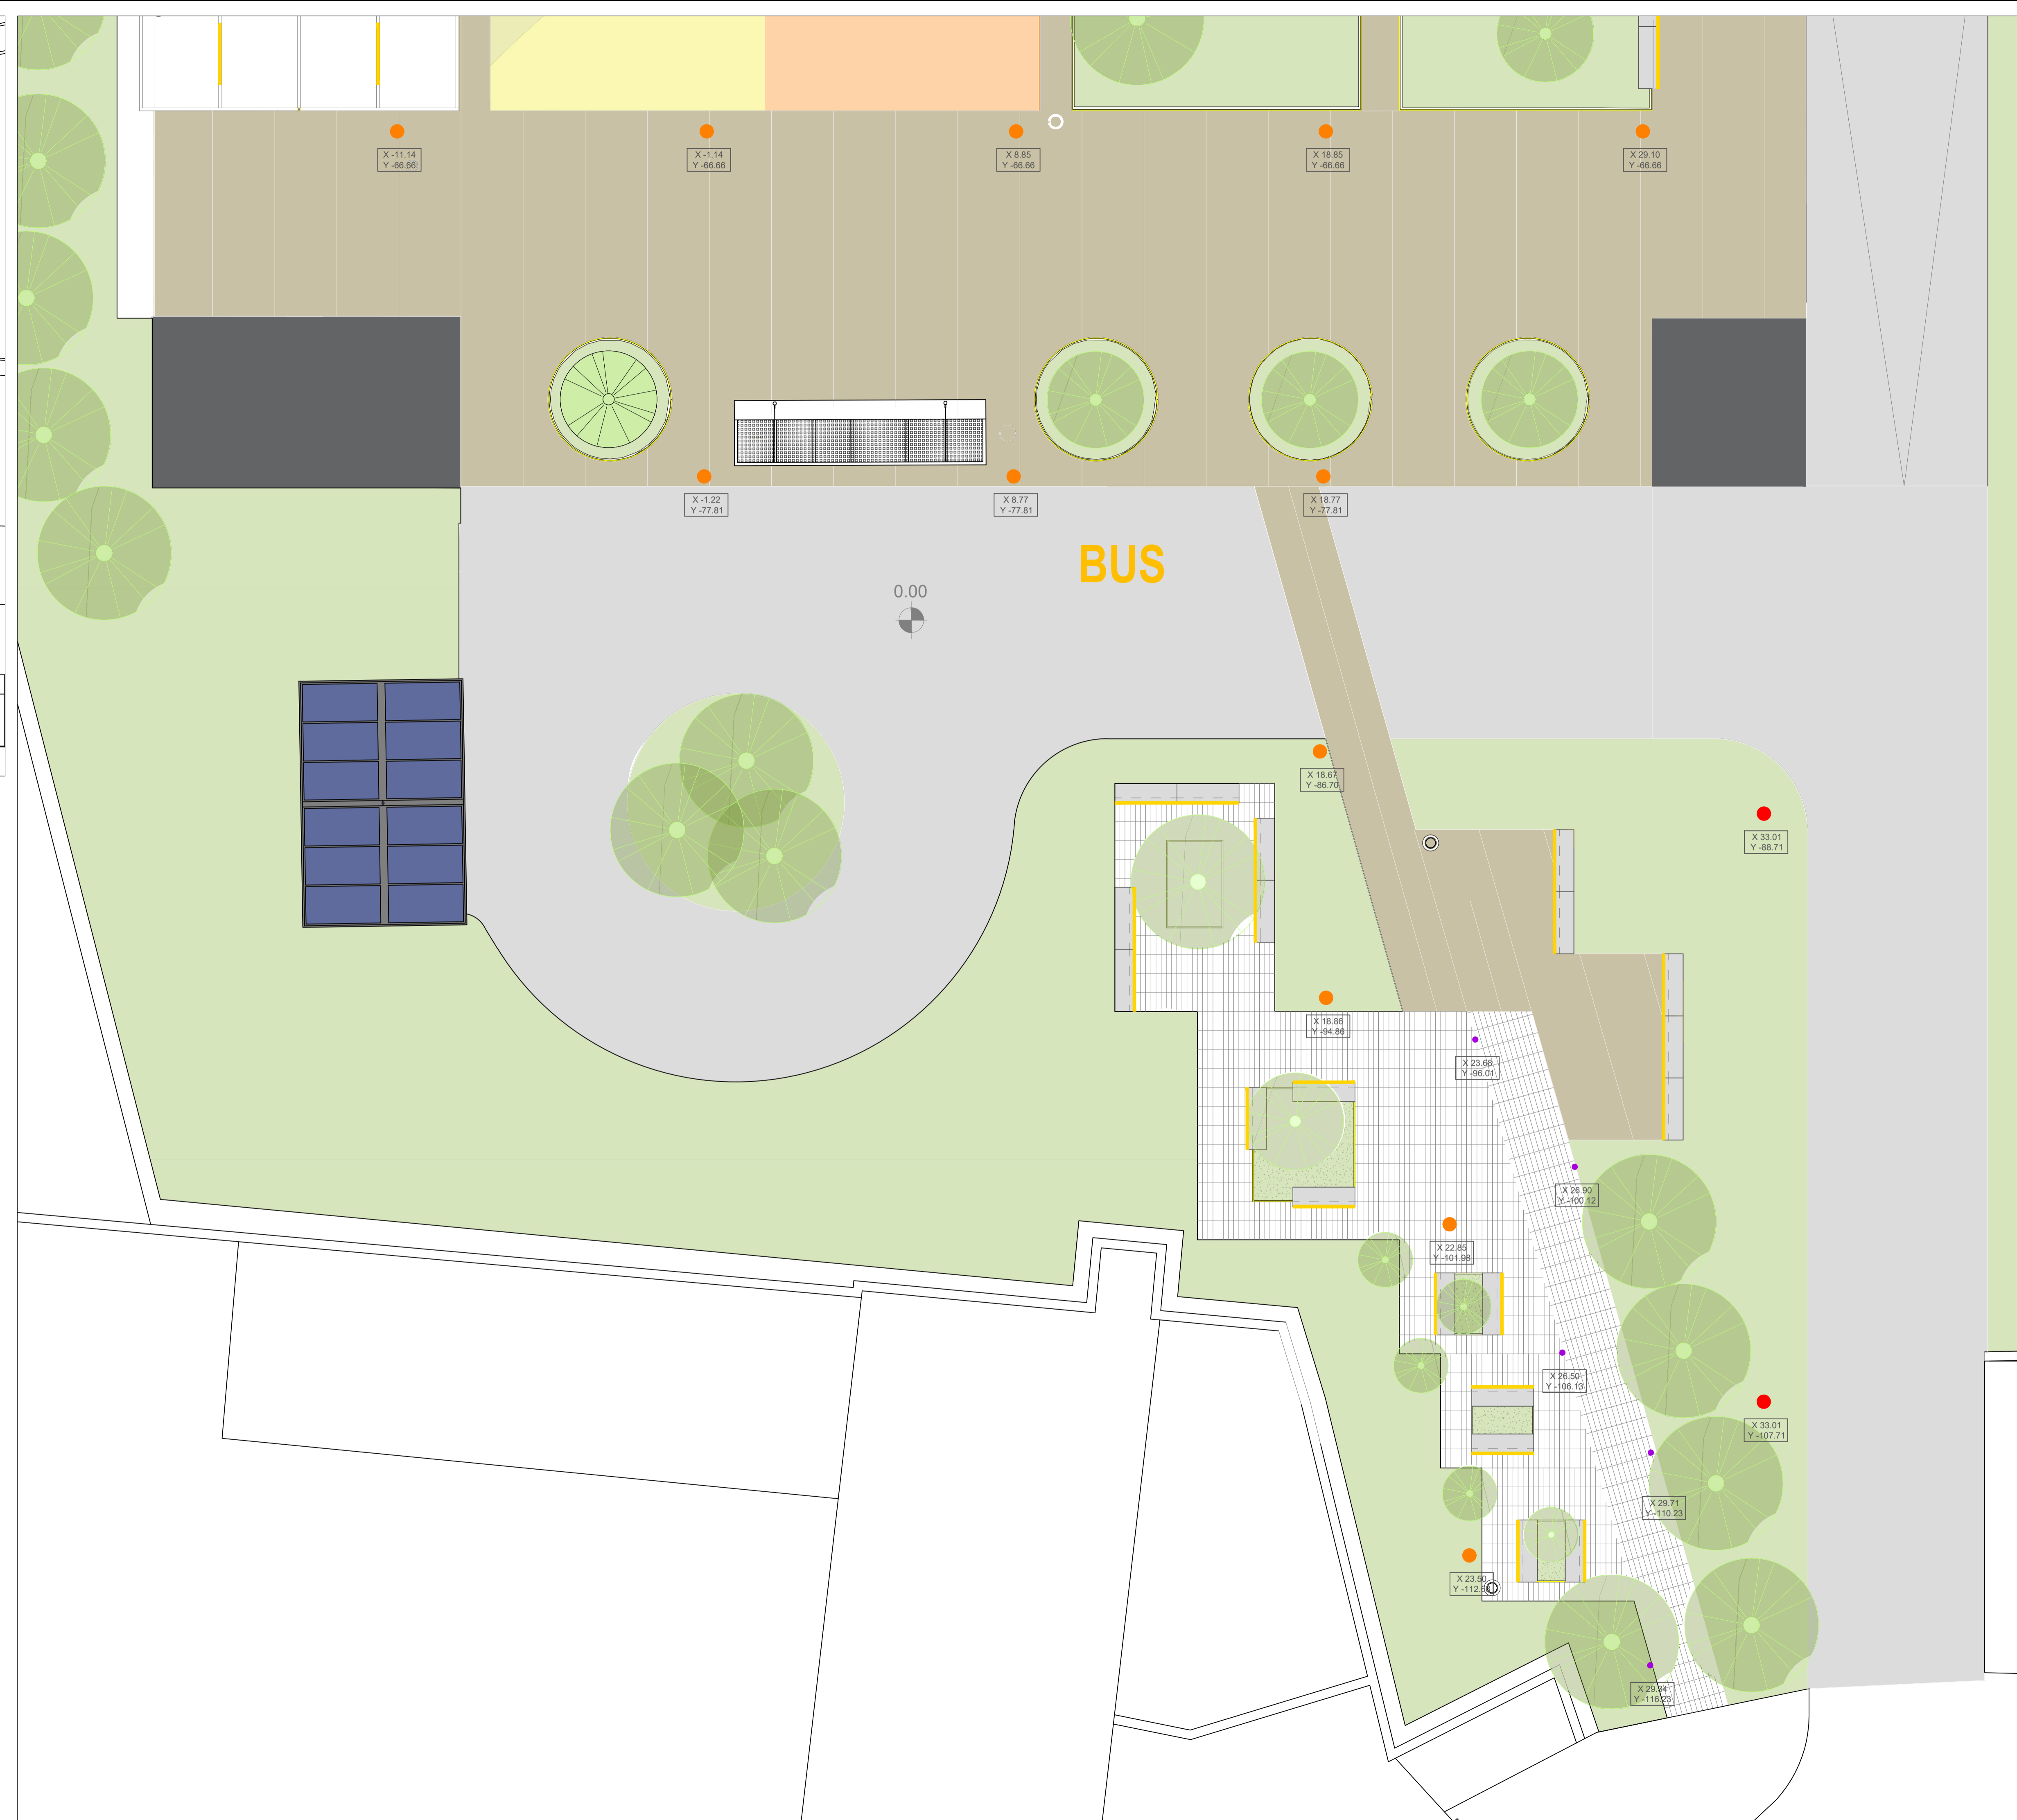 X -11.14
Y -66.66
X -1.14
Y -66.66
X 8.85
Y -66.66
X 18.85
Y -66.66
X 29.10
Y -66.66
X -1.22
Y -77.81
X 8.77
Y -77.81
X 18.77
Y -77.81
BUS
0.00
X 18.67
Y -86.70
X 33.01
Y -88.71
X 18.86
Y -94.86
X 23.68
Y -96.01
X 26.90
Y -100.12
X 22.85
Y -101.98
X 26.50
Y -106.13
X 33.01
Y -107.71
X 29.71
Y -110.23
X 23.50
X 29.34
Y -116.23